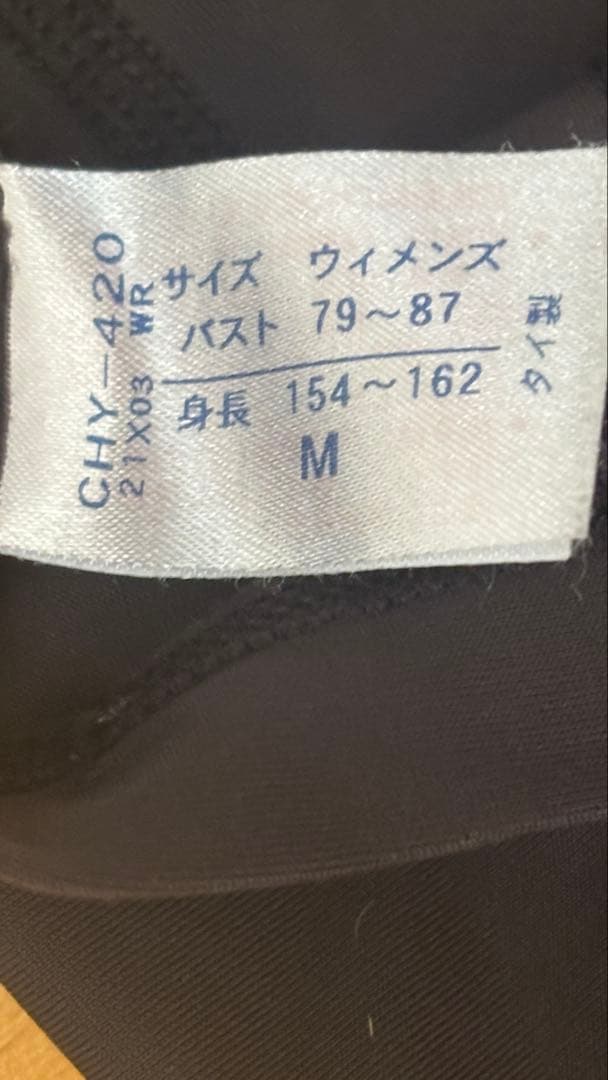 サイズ ウィメンズ
バスト 79～87
身長 154～162
M
CHY-420
21X03 WR
タイ製